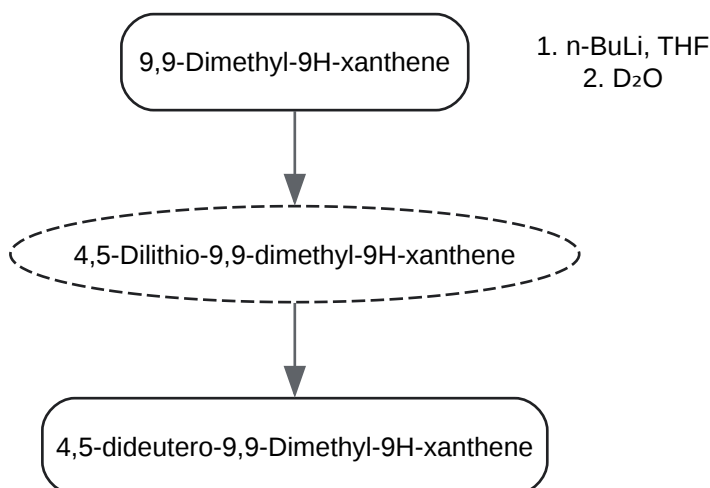 9,9-Dimethyl-9H-xanthene
1. n-BuLi, THF
2. D₂O
4,5-Dilithio-9,9-dimethyl-9H-xanthene
4,5-dideutero-9,9-Dimethyl-9H-xanthene